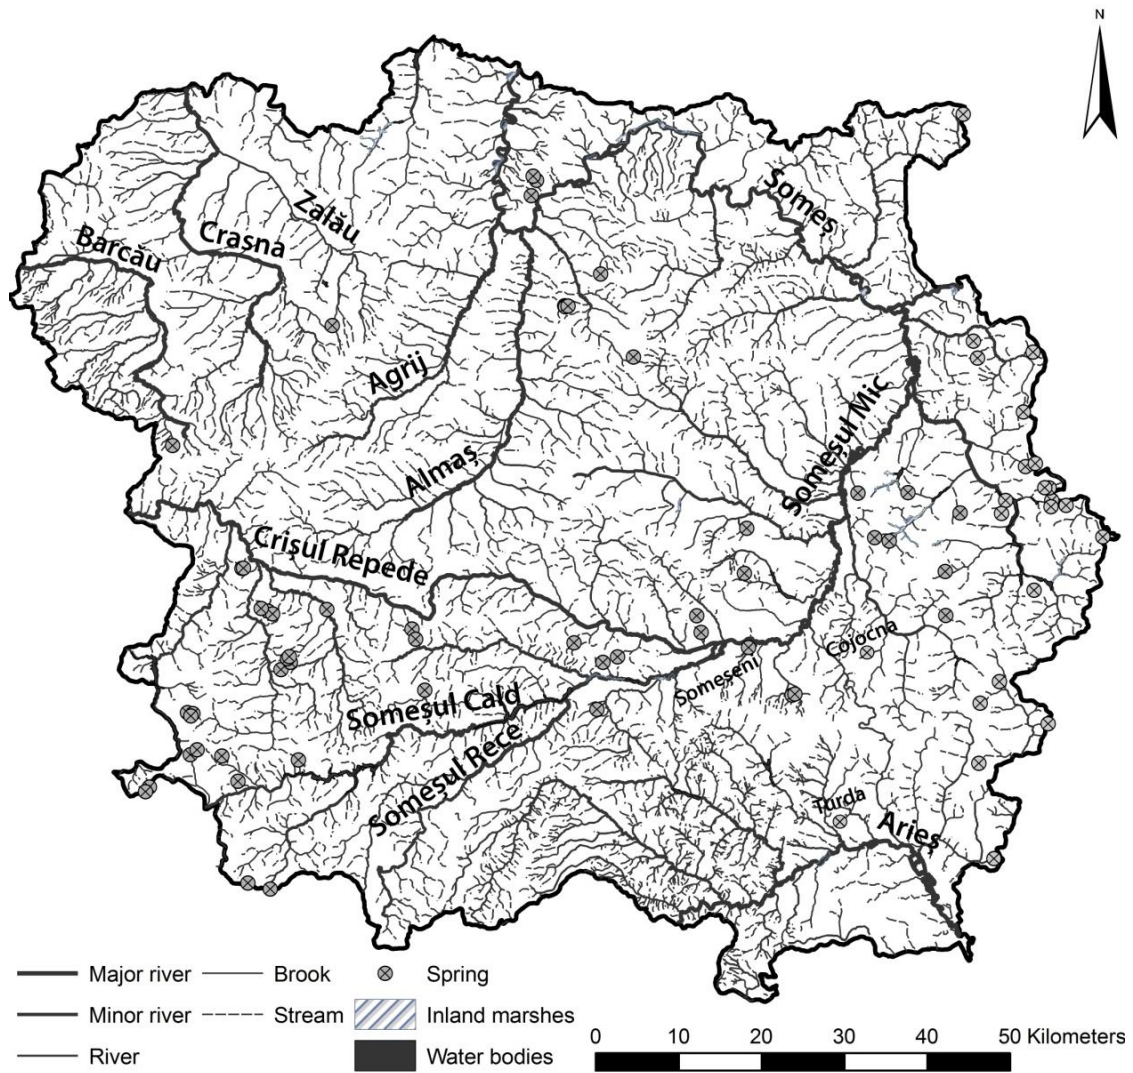 N
Someș
Zalău
Crasna
Barcău
Agrij
Someșul Mic
Almaș
Crișul Repede
Cojocna
Someșeni
Someșul Cald
Someșul Rece
Turda
Arieș
Major river
Brook
Spring
Minor river
Stream
Inland marshes
River
Water bodies
0 10 20 30 40 50 Kilometers